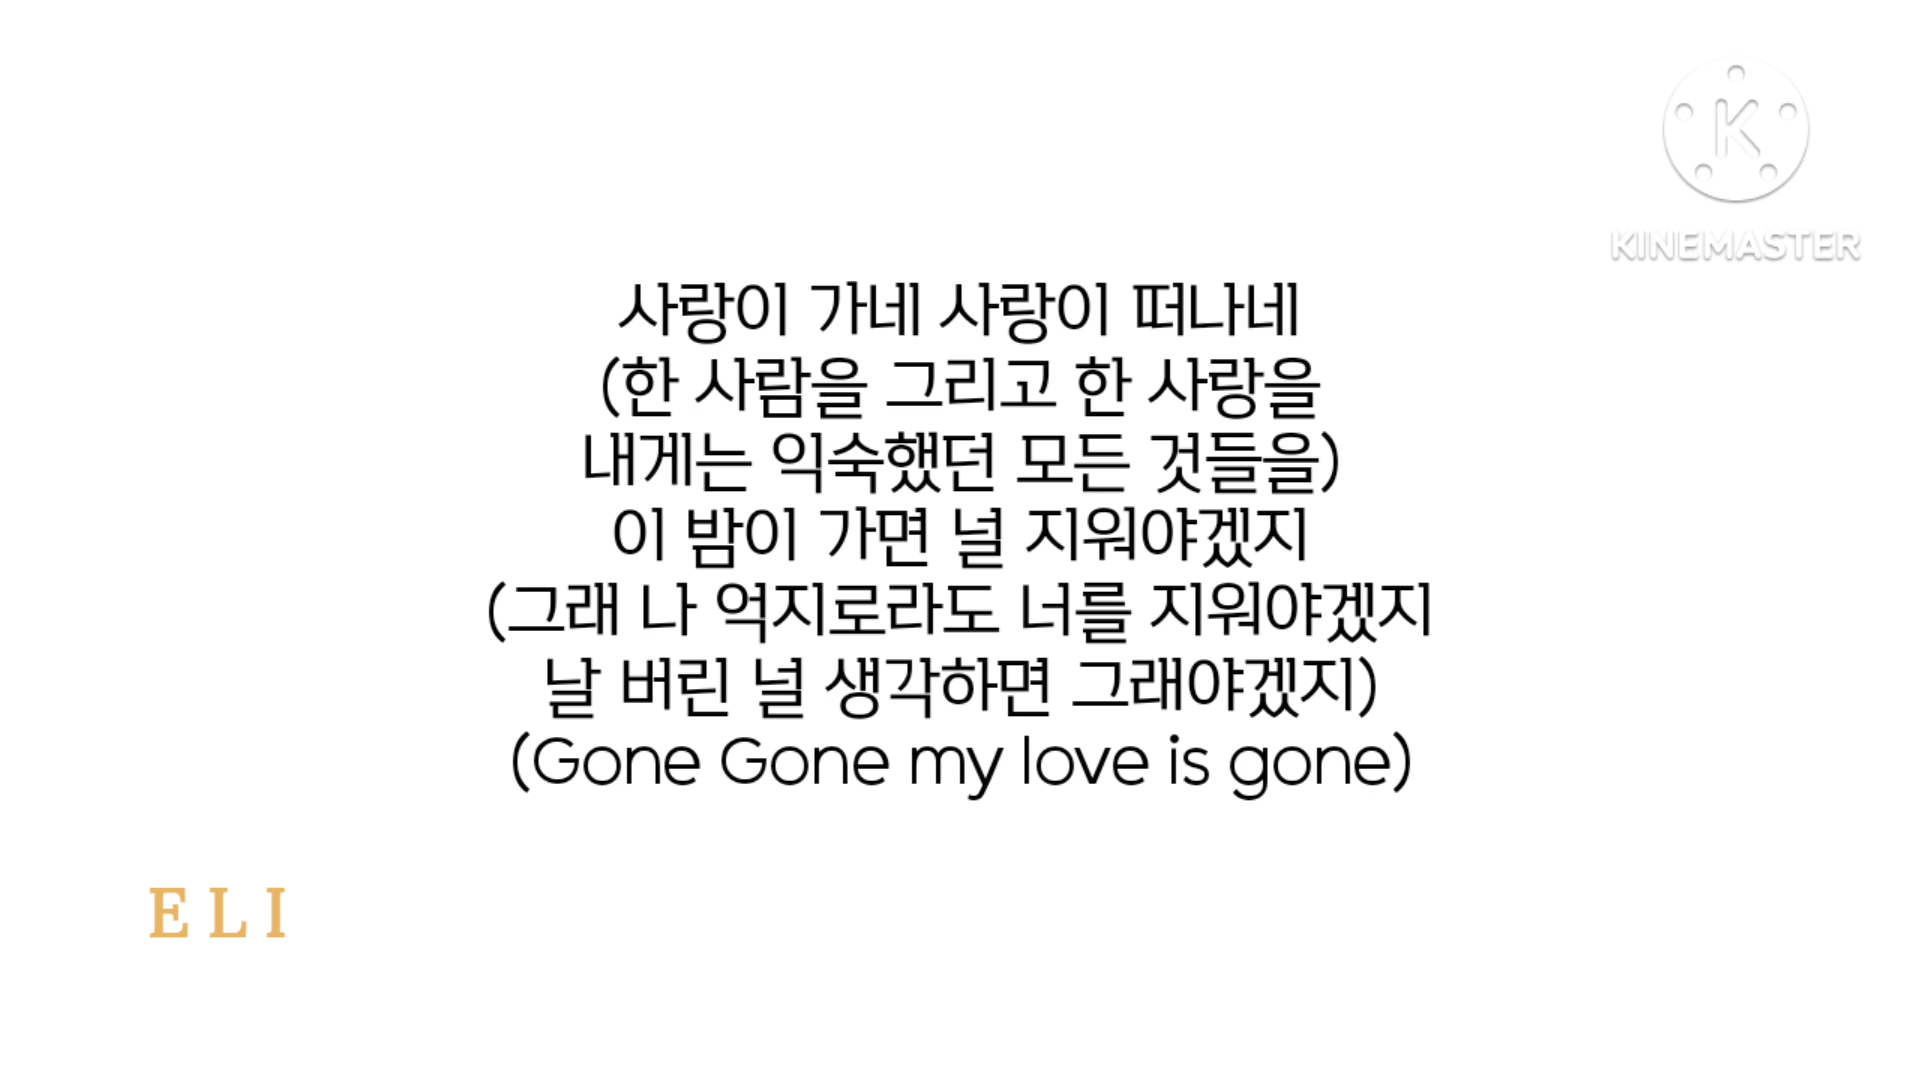 KINEMASTER
사랑이 가네 사랑이 떠나네
(한 사람을 그리고 한 사랑을
내게는 익숙했던 모든 것들을)
이 밤이 가면 널 지워야겠지
(그래 나 억지로라도 너를 지워야겠지
날 버린 널 생각하면 그래야겠지)
(Gone Gone my love is gone)
ELI